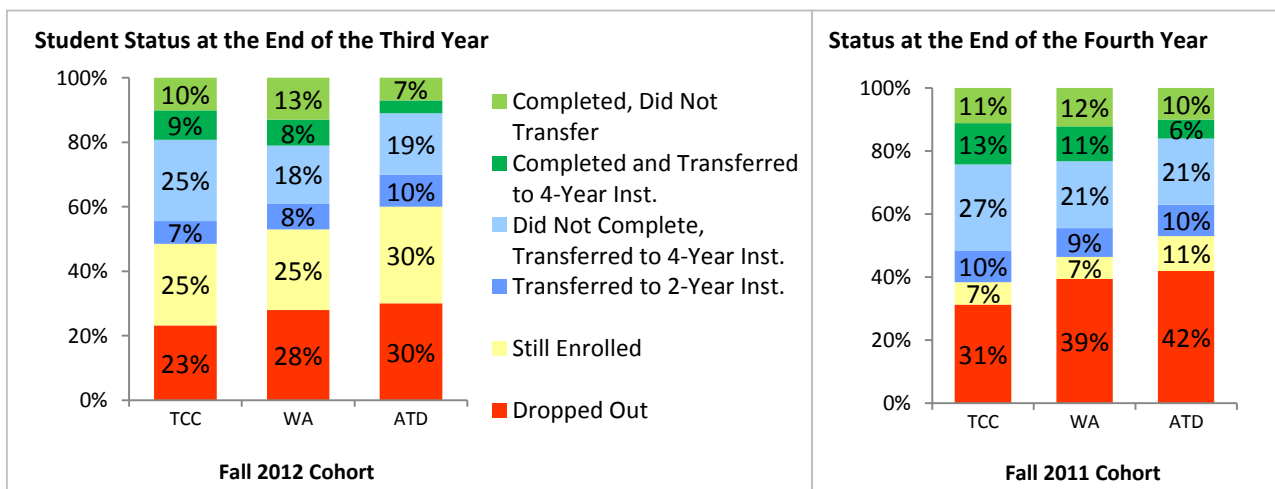 Student Status at the End of the Third Year
100%
80%
60%
40%
20%
0%
10%
9%
25%
7%
25%
23%
13%
8%
18%
8%
25%
28%
7%
19%
10%
30%
30%
TCC
WA
ATD
Fall 2012 Cohort
Completed, Did Not
Transfer
Completed and Transferred
to 4-Year Inst.
Did Not Complete,
Transferred to 4-Year Inst.
Transferred to 2-Year Inst.
Still Enrolled
Dropped Out
Status at the End of the Fourth Year
100%
80%
60%
40%
20%
0%
11%
13%
27%
10%
7%
31%
12%
11%
21%
9%
7%
39%
10%
6%
21%
10%
11%
42%
TCC
WA
ATD
Fall 2011 Cohort